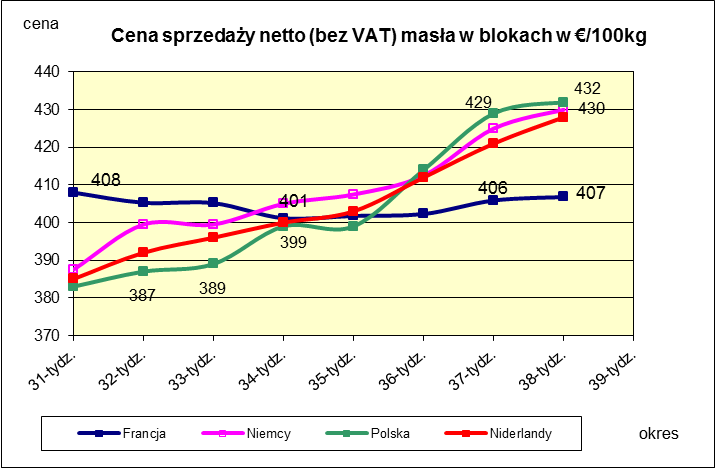 cena
Cena sprzedaży netto (bez VAT) masła w blokach w €/100kg
440
430
420
410
400
390
380
370
408
387
389
401
399
429
406
432
430
407
31-tydz.
32-tydz.
33-tydz.
34-tydz.
35-tydz.
36-tydz.
37-tydz.
38-tydz.
39-tydz.
Francja Niemcy Polska Niderlandy
okres